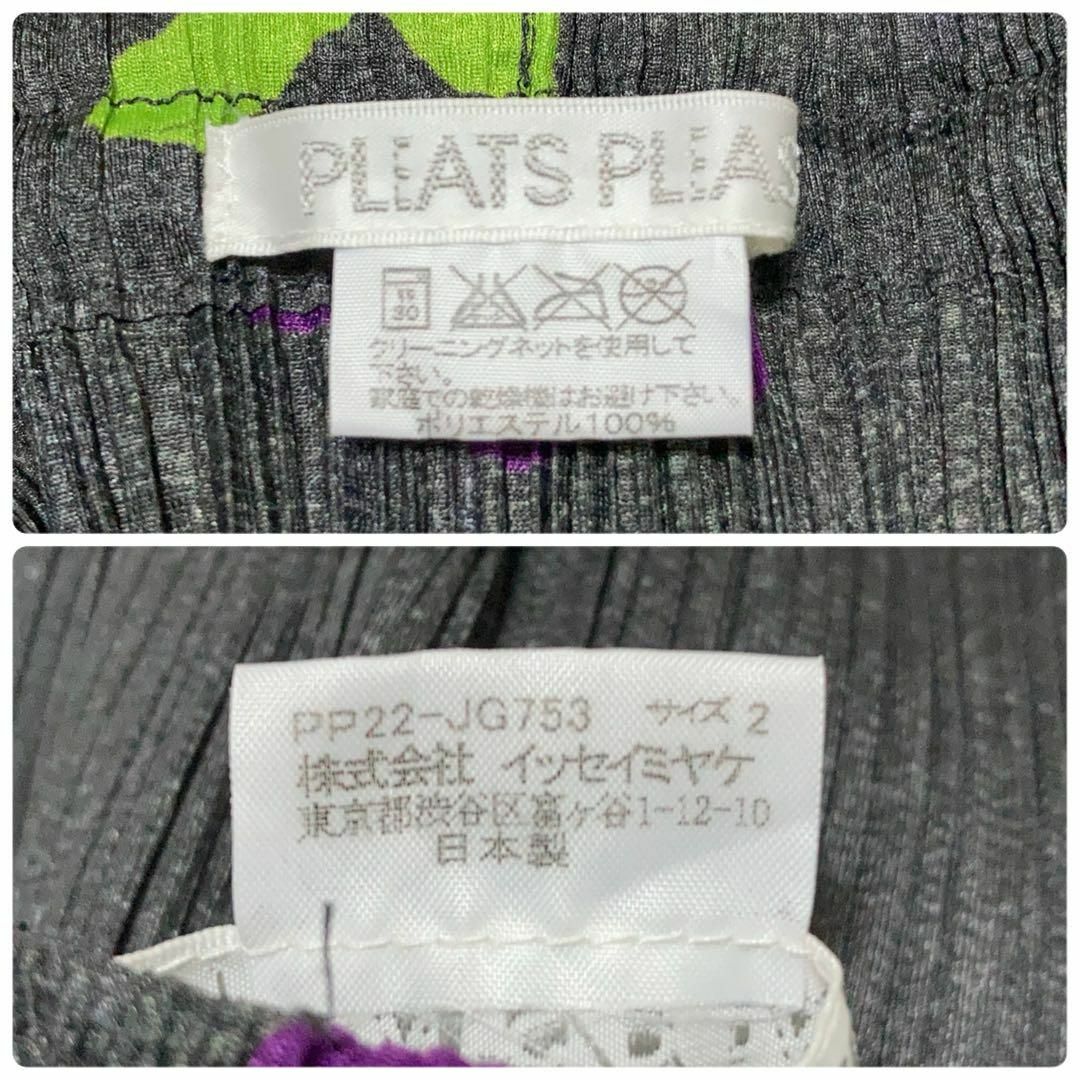 PLEATS PLEAS
弱
30
クリーニングネットを使用して
下さい。
家庭での乾燥機はお避け下さい。
ポリエステル100%
PP22-JG753 サイズ 2
株式会社 イッセイミヤケ
東京都渋谷区富ヶ谷1-12-10
日本製